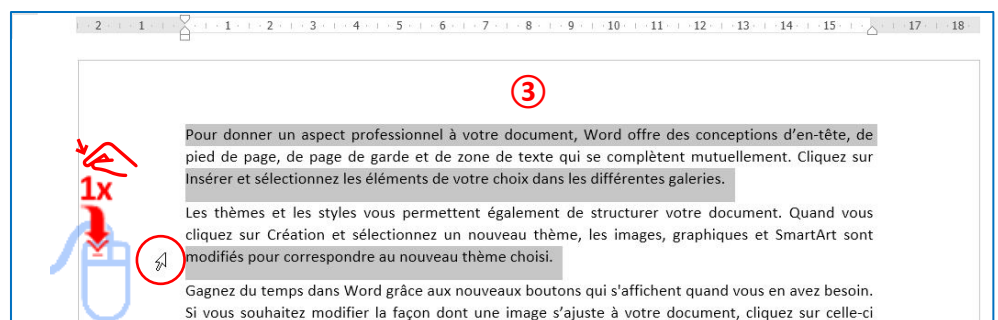 2 1 1 2 3 4 5 6 7 8 9 10 11 12 13 14 15 17 18
3
Pour donner un aspect professionnel à votre document, Word offre des conceptions d’en-tête, de
pied de page, de page de garde et de zone de texte qui se complètent mutuellement. Cliquez sur
Insérer et sélectionnez les éléments de votre choix dans les différentes galeries.
1x
Les thèmes et les styles vous permettent également de structurer votre document. Quand vous
cliquez sur Création et sélectionnez un nouveau thème, les images, graphiques et SmartArt sont
modifiés pour correspondre au nouveau thème choisi.
Gagnez du temps dans Word grâce aux nouveaux boutons qui s'affichent quand vous en avez besoin.
Si vous souhaitez modifier la façon dont une image s’ajuste à votre document, cliquez sur celle-ci